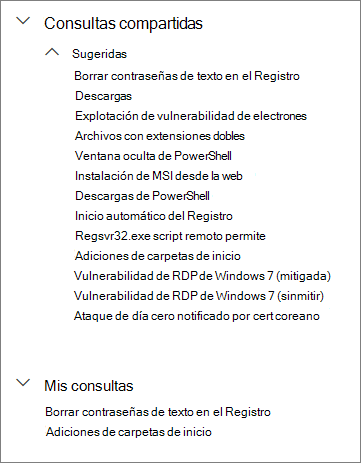 Consultas compartidas
Sugeridas
Borrar contraseñas de texto en el Registro
Descargas
Explotación de vulnerabilidad de electrones
Archivos con extensiones dobles
Ventana oculta de PowerShell
Instalación de MSI desde la web
Descargas de PowerShell
Inicio automático del Registro
Regsvr32.exe script remoto permite
Adiciones de carpetas de inicio
Vulnerabilidad de RDP de Windows 7 (mitigada)
Vulnerabilidad de RDP de Windows 7 (sinmitir)
Ataque de día cero notificado por cert coreano
Mis consultas
Borrar contraseñas de texto en el Registro
Adiciones de carpetas de inicio